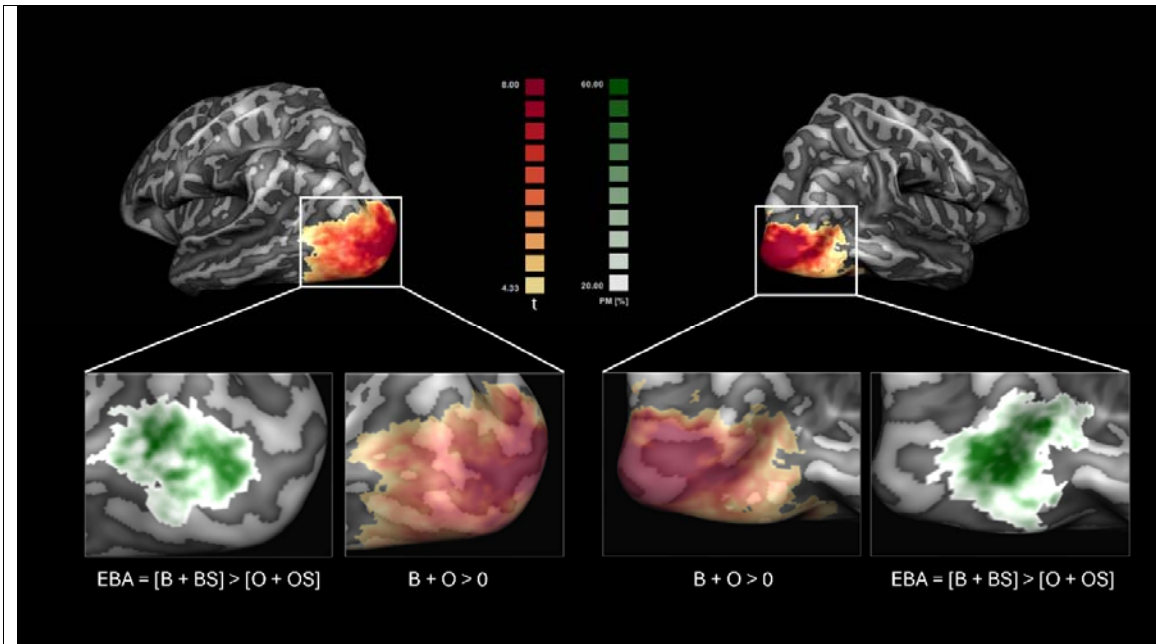 8.00
60.00
4.33
20.00
t
PM [%]
EBA = [B + BS] > [O + OS]
B + O > 0
B + O > 0
EBA = [B + BS] > [O + OS]